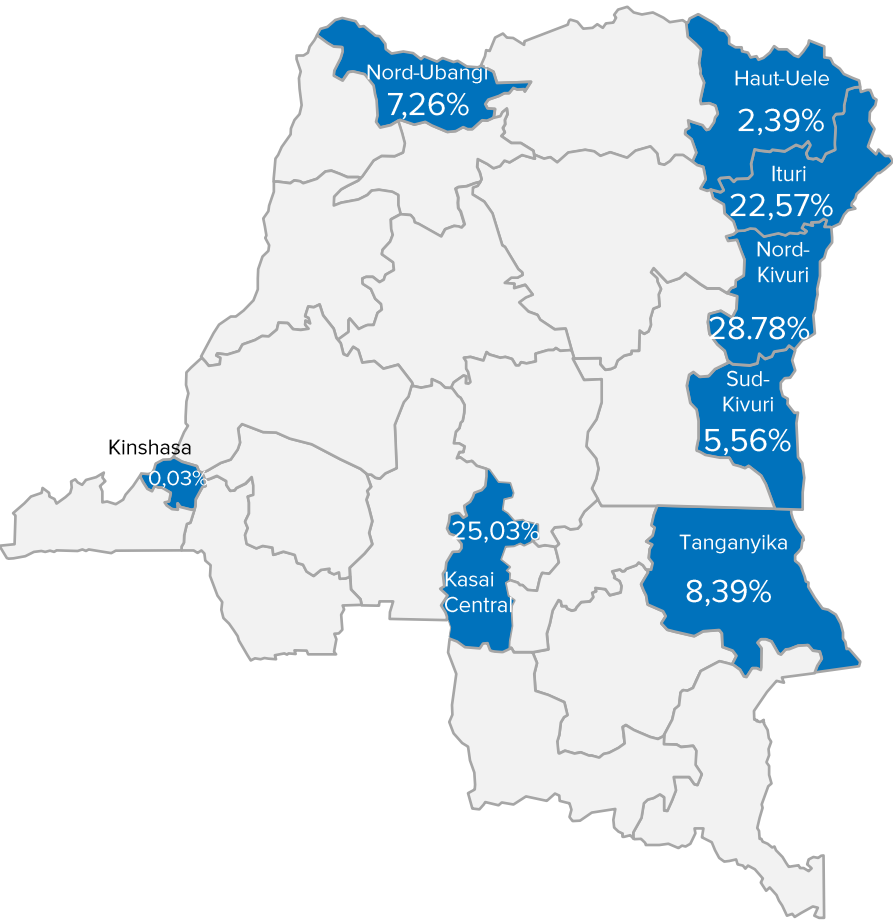 Nord-Ubangi
7,26%
Haut-Uele
2,39%
Ituri
22,57%
Nord-
Kivuri
28.78%
Sud-
Kivuri
5,56%
Kinshasa
0,03%
25,03%
Kasai
Central
Tanganyika
8,39%